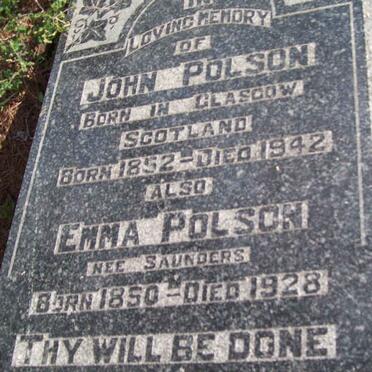 IN
LOVING MEMORY
OF
JOHN POLSON
BORN IN GLASGOW
SCOTLAND
BORN 1852-DIED 1942
ALSO
EMMA POLSON
NEE SAUNDERS
BORN 1850-DIED 1928
THY WILL BE DONE